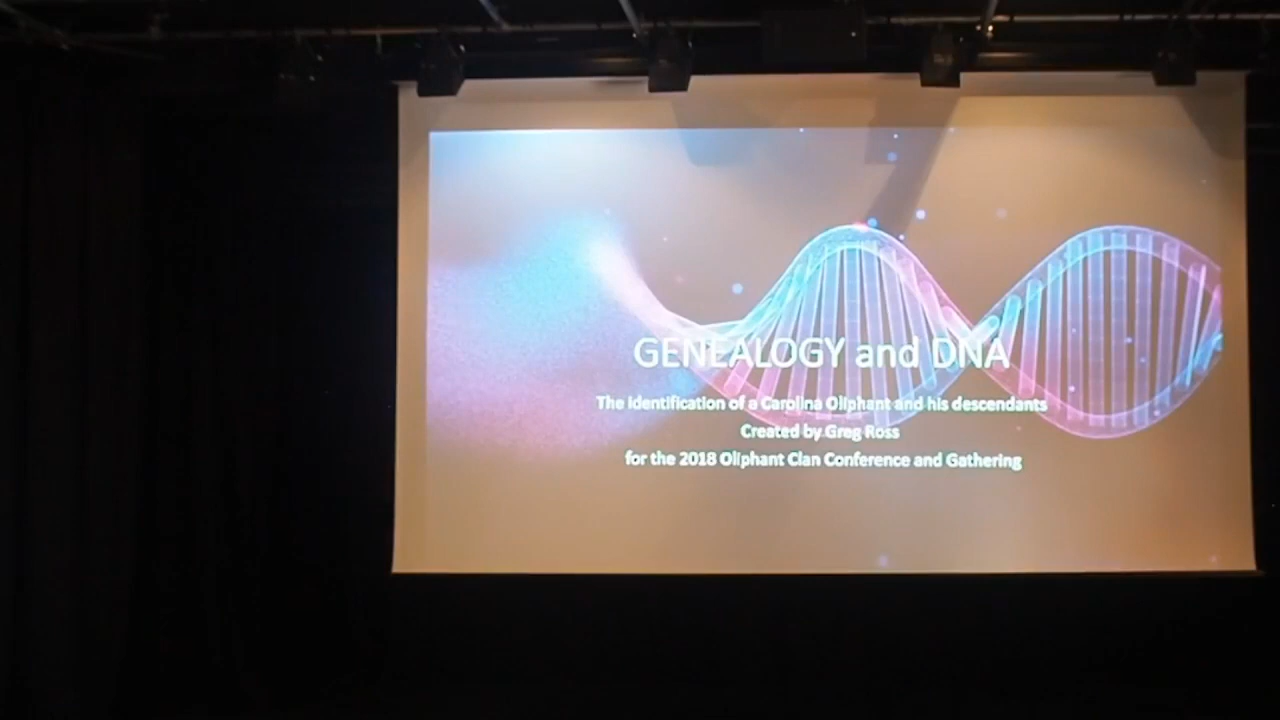 GENEALOGY and DNA
The identification of a Carolina Oliphant and his descendants
Created by Greg Ross
for the 2018 Oliphant Clan Conference and Gathering